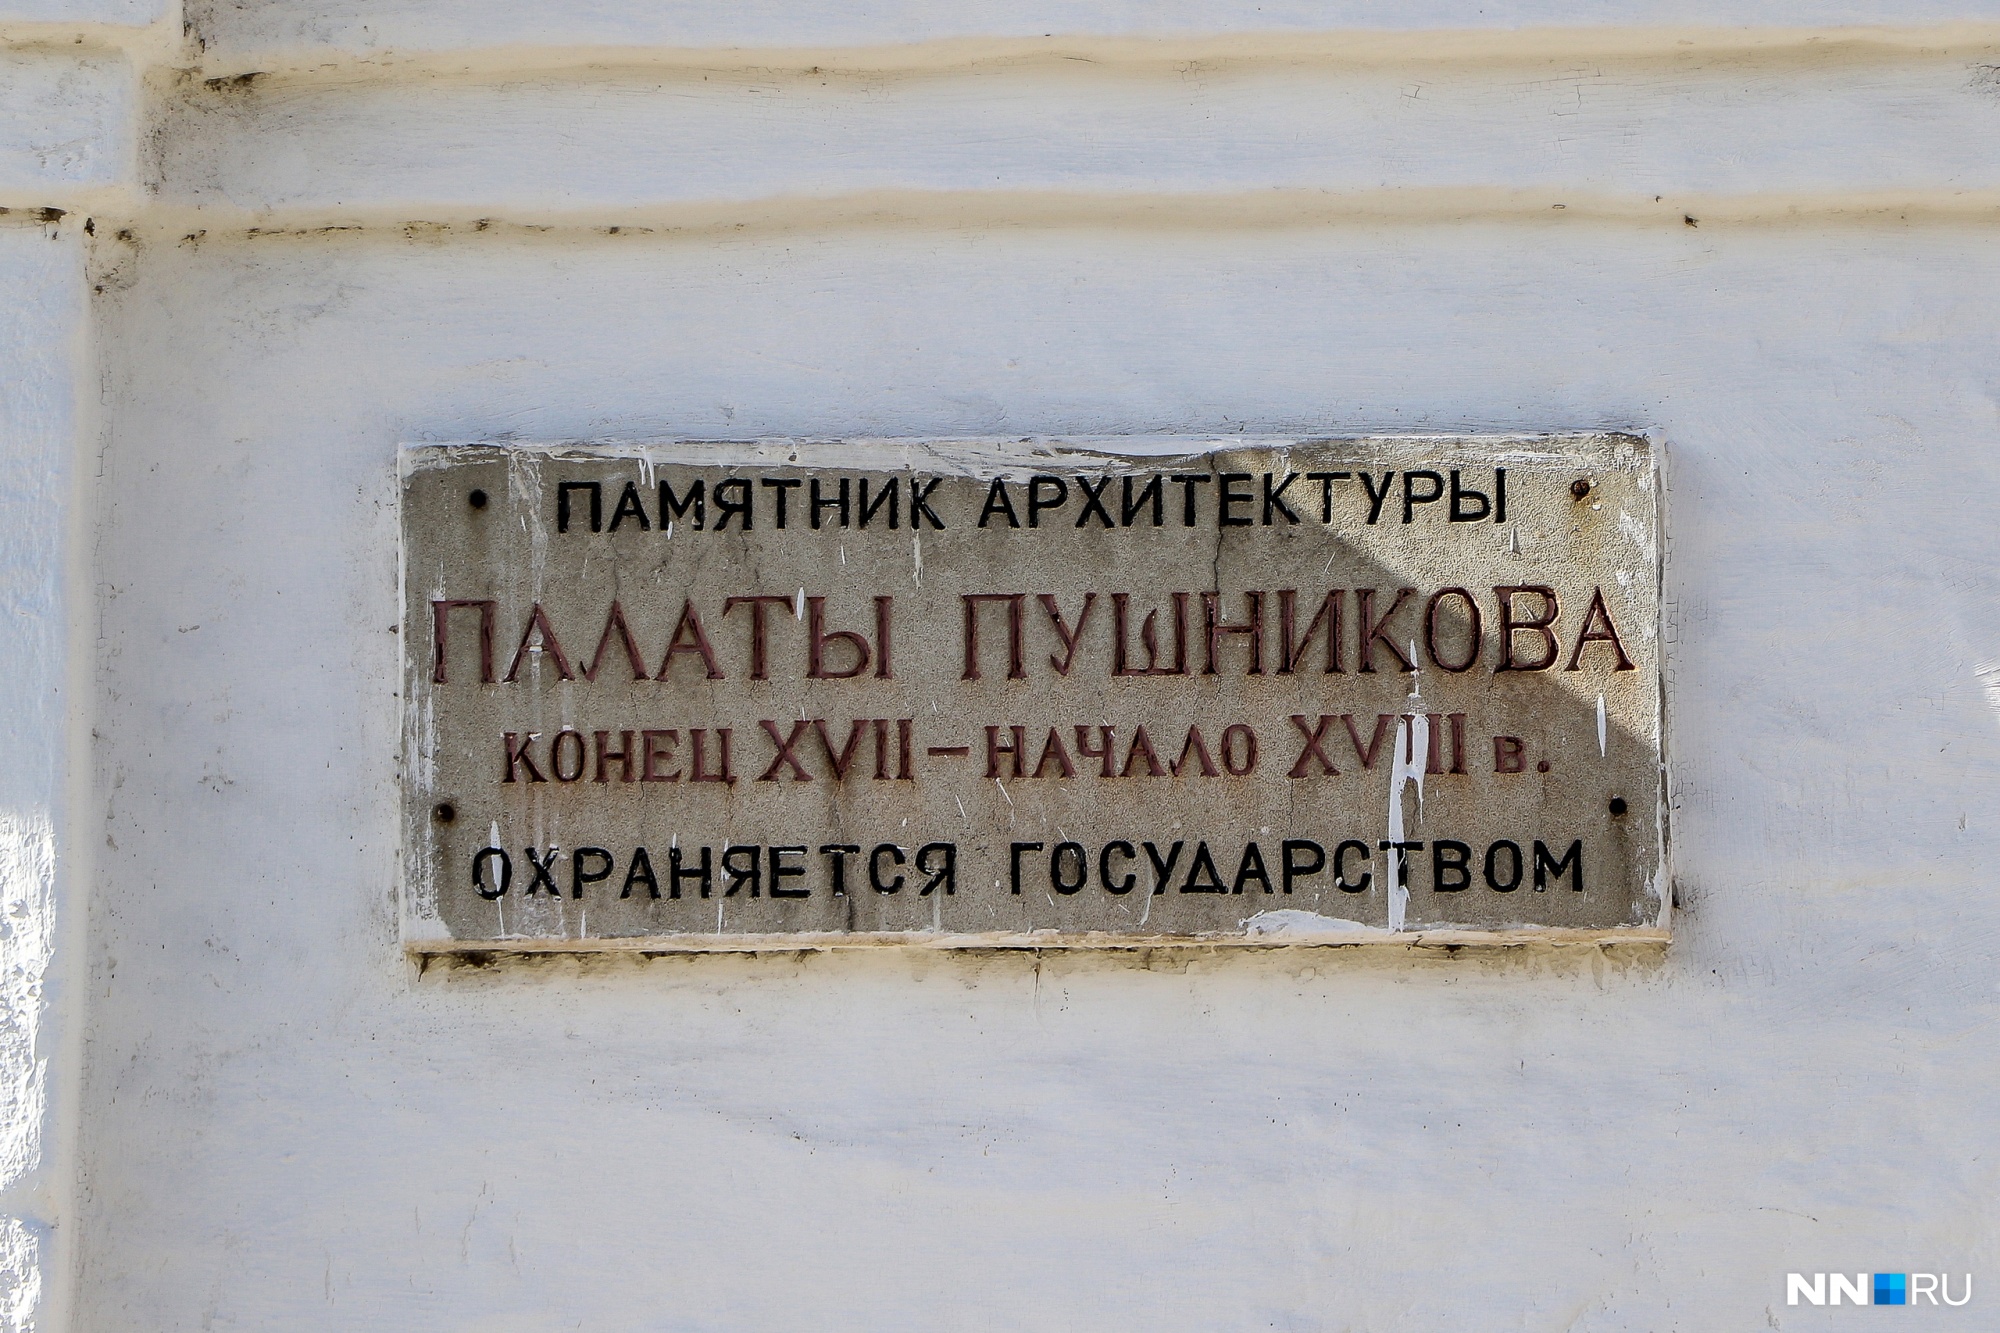 ПАМЯТНИК АРХИТЕКТУРЫ
ПАЛАТЫ ПУШНИКОВА
КОНЕЦ XVII – НАЧАЛО XVIII в.
ОХРАНЯЕТСЯ ГОСУДАРСТВОМ
NN RU